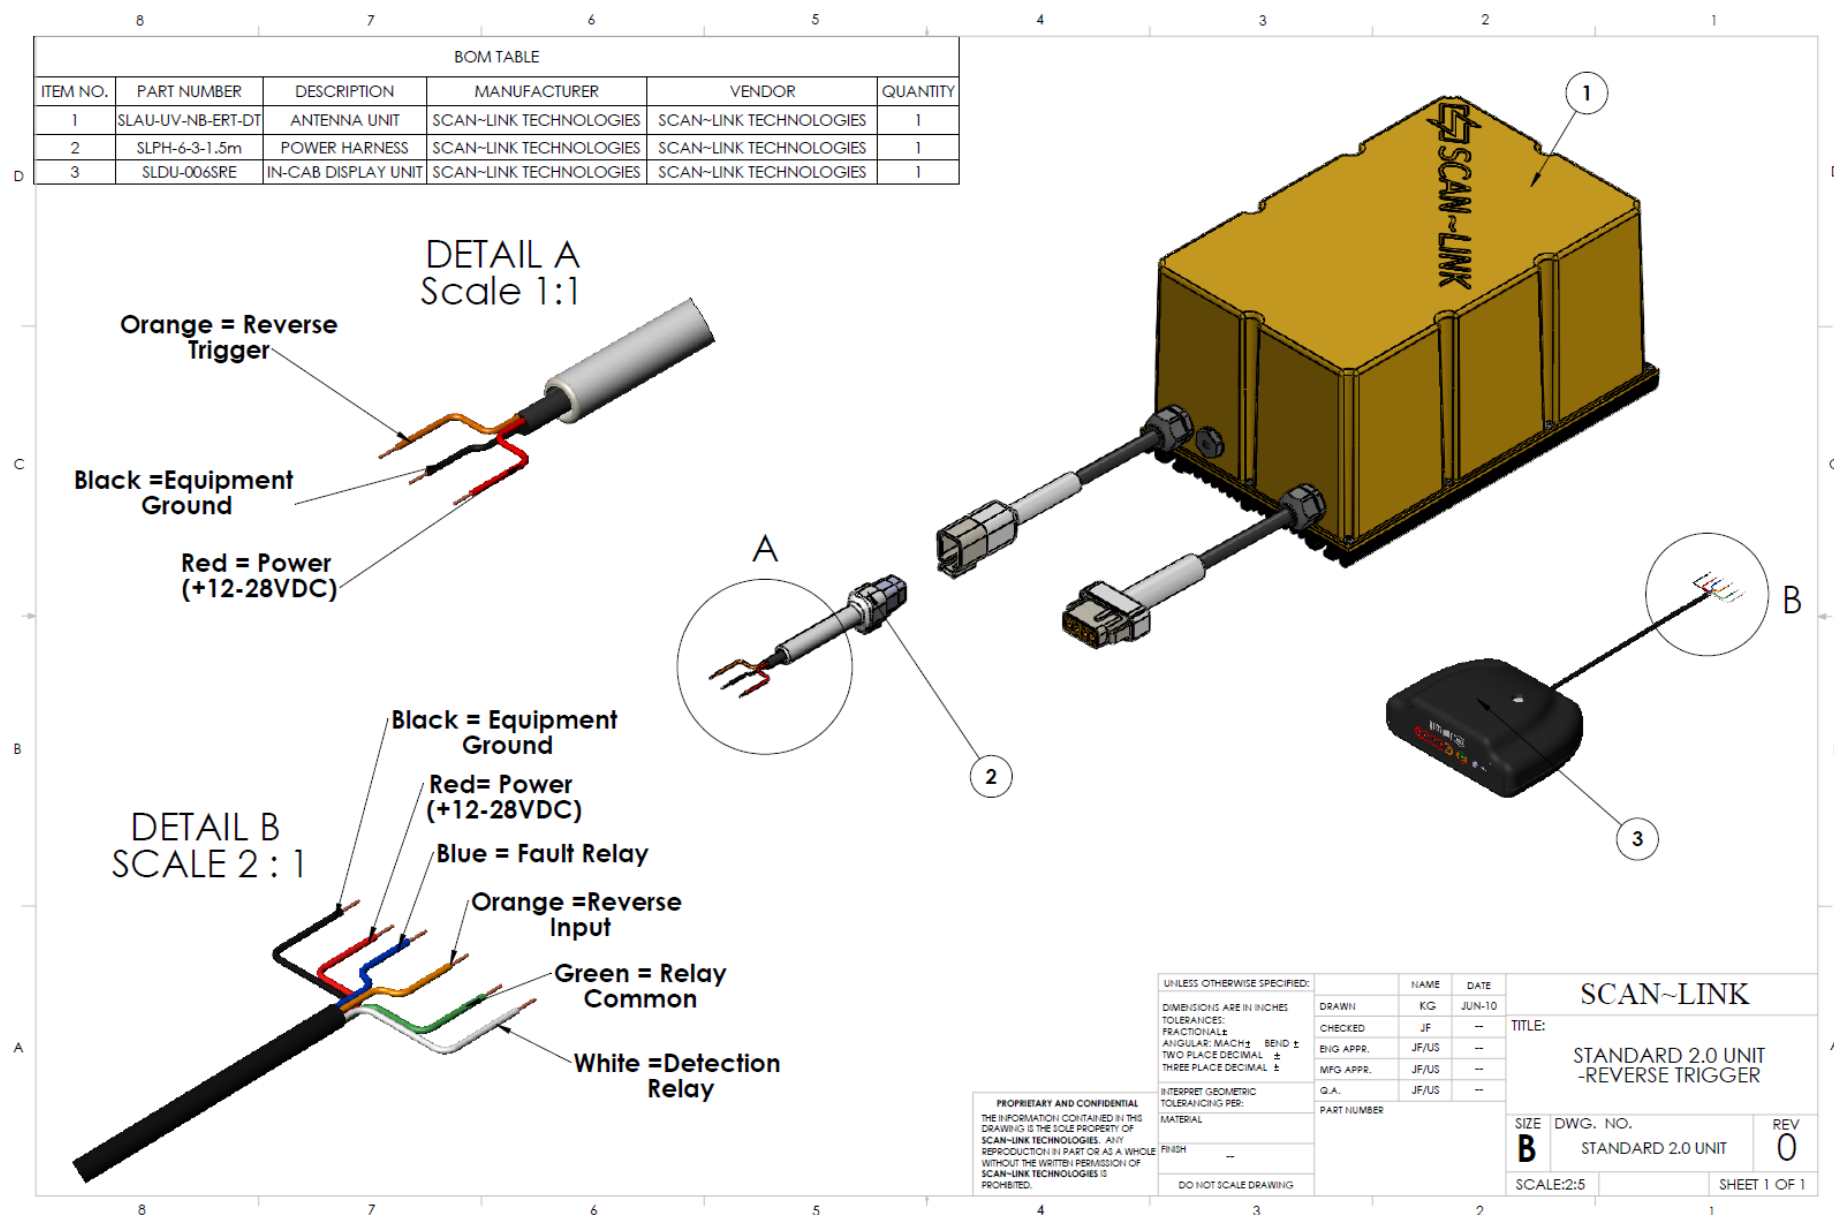 8 7 6 5 4 3 2 1
BOM TABLE
ITEM NO. PART NUMBER DESCRIPTION MANUFACTURER VENDOR QUANTITY
1 SLAU-UV-NB-ERT-DT ANTENNA UNIT SCAN~LINK TECHNOLOGIES SCAN~LINK TECHNOLOGIES 1
2 SLPH-6-3-1.5m POWER HARNESS SCAN~LINK TECHNOLOGIES SCAN~LINK TECHNOLOGIES 1
3 SLDU-006SRE IN-CAB DISPLAY UNIT SCAN~LINK TECHNOLOGIES SCAN~LINK TECHNOLOGIES 1
D
1
SCAN~LINK
DETAIL A
Scale 1:1
Orange = Reverse
Trigger
C
Black =Equipment
Ground
Red = Power
(+12-28VDC)
A
B
2
3
B
Black = Equipment
Ground
Red= Power
(+12-28VDC)
DETAIL B
SCALE 2 : 1
Blue = Fault Relay
Orange =Reverse
Input
Green = Relay
Common
White =Detection
Relay
A
PROPRIETARY AND CONFIDENTIAL
THE INFORMATION CONTAINED IN THIS
DRAWING IS THE SOLE PROPERTY OF
SCAN~LINK TECHNOLOGIES. ANY
REPRODUCTION IN PART OR AS A WHOLE
WITHOUT THE WRITTEN PERMISSION OF
SCAN~LINK TECHNOLOGIES IS
PROHIBITED.
UNLESS OTHERWISE SPECIFIED:
DIMENSIONS ARE IN INCHES
TOLERANCES:
FRACTIONAL±
ANGULAR: MACH± BEND ±
TWO PLACE DECIMAL ±
THREE PLACE DECIMAL ±
INTERPRET GEOMETRIC
TOLERANCING PER:
MATERIAL
FINISH
--
DO NOT SCALE DRAWING
NAME DATE
DRAWN KG JUN-10
CHECKED JF --
ENG APPR. JF/US --
MFG APPR. JF/US --
Q.A. JF/US --
PART NUMBER
SCAN~LINK
TITLE:
STANDARD 2.0 UNIT
-REVERSE TRIGGER
SIZE DWG. NO. REV
B STANDARD 2.0 UNIT 0
SCALE:2:5 SHEET 1 OF 1
8 7 6 5 4 3 2 1